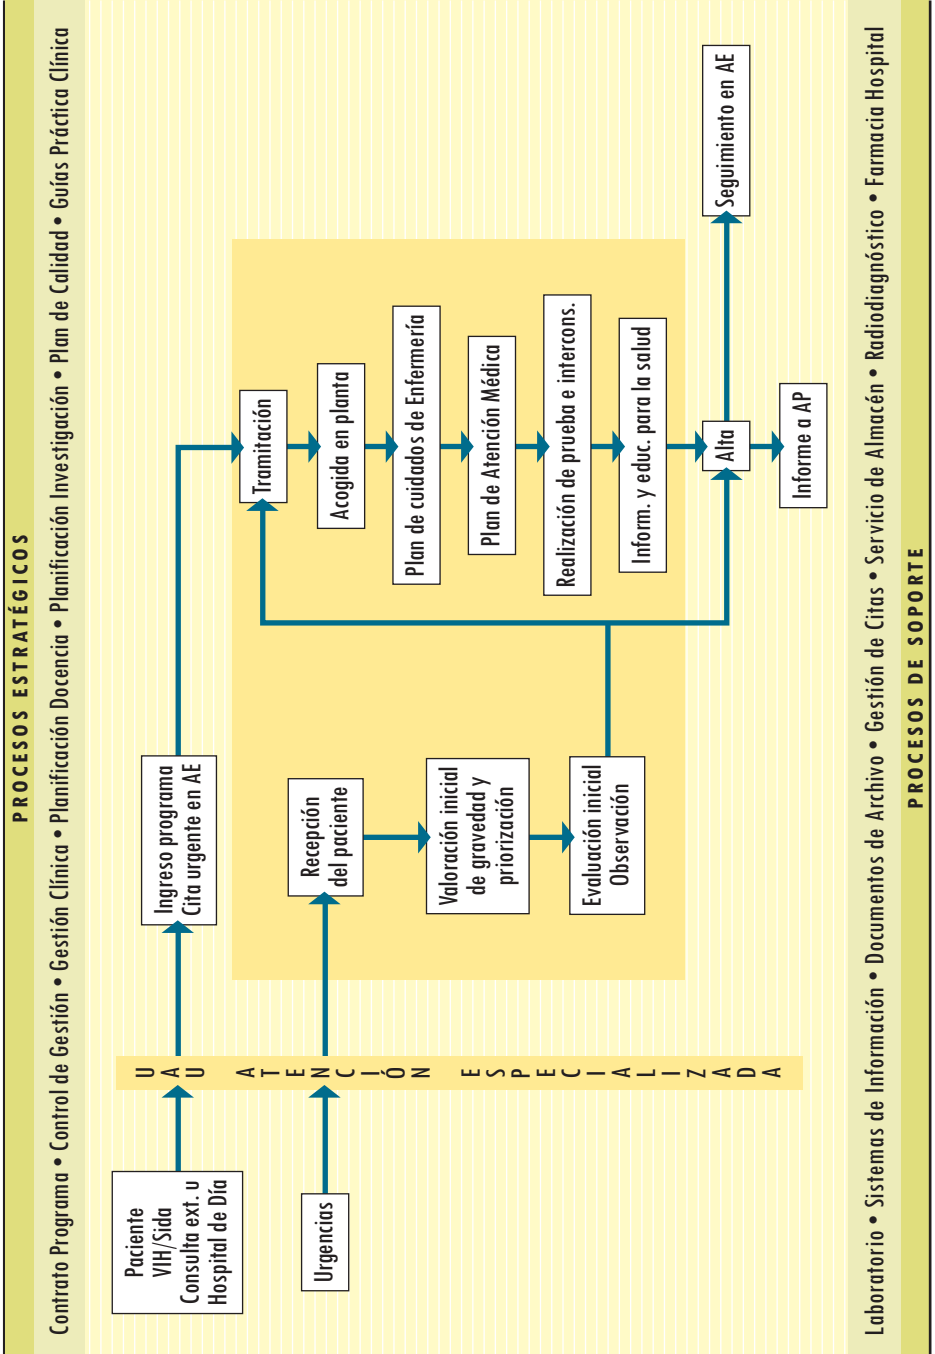 PROCESOS ESTRATÉGICOS
Contrato Programa • Control de Gestión • Gestión Clínica • Planificación Docencia • Planificación Investigación • Plan de Calidad • Guías Práctica Clínica
Paciente
VIH/Sida
Consulta ext. u
Hospital de Día
Urgencias
UAU ATENCIÓN ESPECIALIZADA
Ingreso programa
Cita urgente en AE
Recepción
del paciente
Valoración inicial
de gravedad y
priorización
Evaluación inicial
Observación
Tramitación
Acogida en planta
Plan de cuidados de Enfermería
Plan de Atención Médica
Realización de prueba e intercons.
Inform. y educ. para la salud
Alta
Informe a AP
Seguimiento en AE
Laboratorio • Sistemas de Información • Documentos de Archivo • Gestión de Citas • Servicio de Almacén • Radiodiagnóstico • Farmacia Hospital
PROCESOS DE SOPORTE